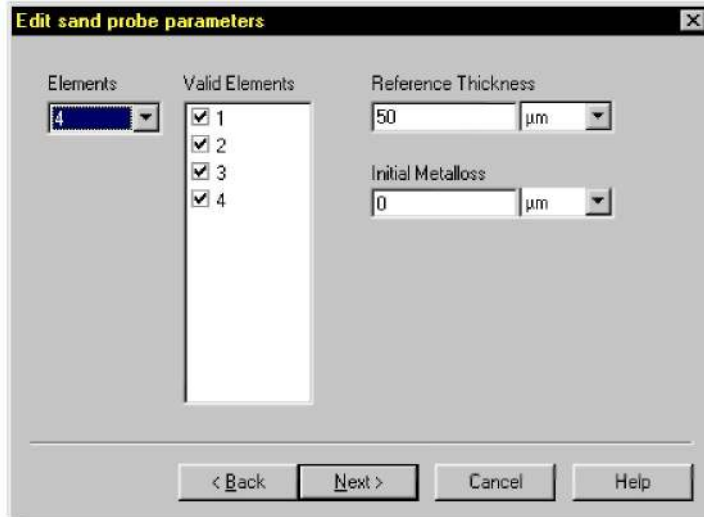 Edit sand probe parameters
Elements
4
Valid Elements
1
2
3
4
Reference Thickness
50 µm
Initial Metalloss
0 µm
< Back
Next >
Cancel
Help